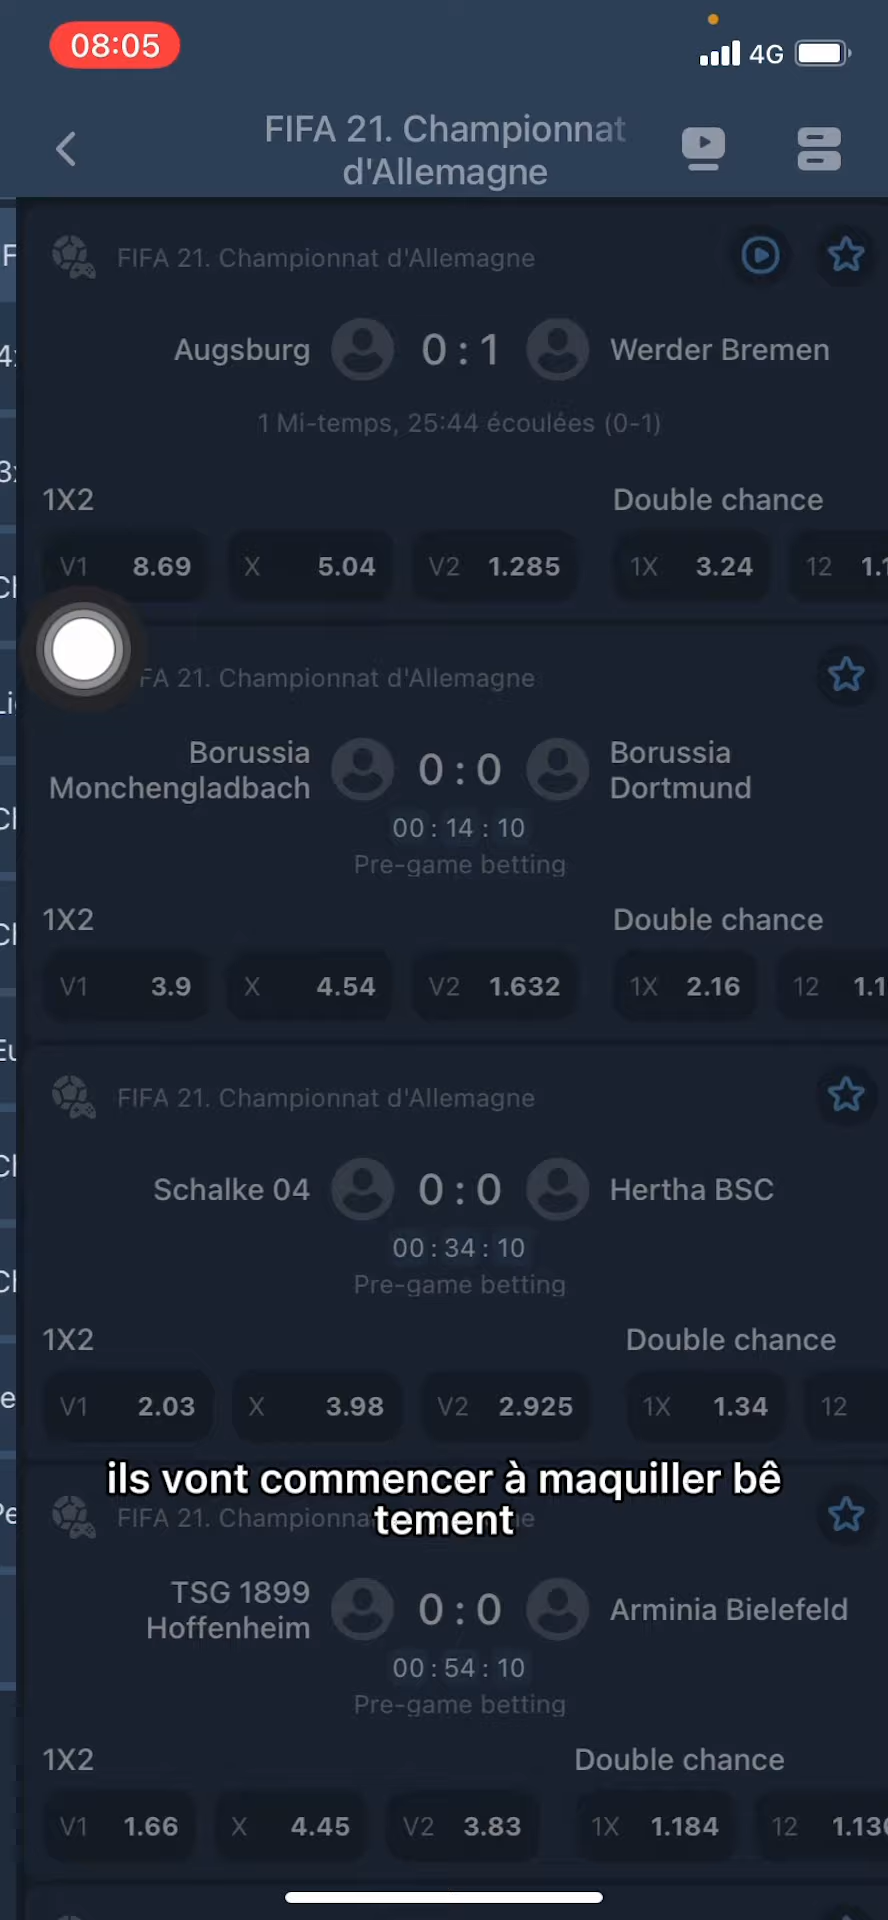 08:05
4G
FIFA 21. Championnat
d'Allemagne
FIFA 21. Championnat d'Allemagne
Augsburg 0 : 1 Werder Bremen
1 Mi-temps, 25:44 écoulées (0-1)
1X2 Double chance
V1 8.69 X 5.04 V2 1.285 1X 3.24 12
FA 21. Championnat d'Allemagne
Borussia
Monchengladbach
0 : 0
Borussia
Dortmund
00 : 14 : 10
Pre-game betting
1X2 Double chance
V1 3.9 X 4.54 V2 1.632 1X 2.16 12
FIFA 21. Championnat d'Allemagne
Schalke 04 0 : 0 Hertha BSC
00 : 34 : 10
Pre-game betting
1X2 Double chance
V1 2.03 X 3.98 V2 2.925 1X 1.34 12
ils vont commencer à maquiller bê
tement
FIFA 21. Championna
TSG 1899
Hoffenheim
0 : 0
Arminia Bielefeld
00 : 54 : 10
Pre-game betting
1X2 Double chance
V1 1.66 X 4.45 V2 3.83 1X 1.184 12